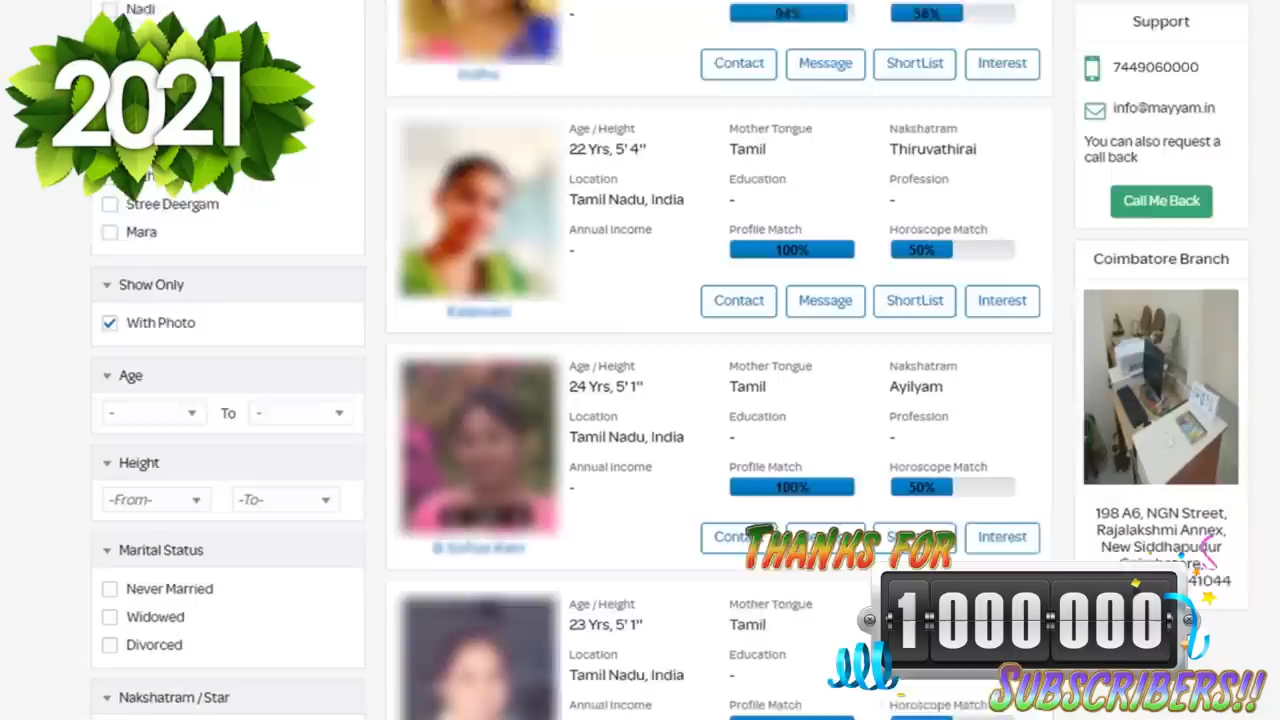 2021
Nadi
Stree Deergam
Mara
Show Only
With Photo
Age
-
To
-
Height
-From-
-To-
Marital Status
Never Married
Widowed
Divorced
Nakshatram / Star
-
94%
58%
Contact
Message
ShortList
Interest
Age / Height
Mother Tongue
Nakshatram
22 Yrs, 5' 4"
Tamil
Thiruvathirai
Location
Education
Profession
Tamil Nadu, India
-
-
Annual Income
Profile Match
Horoscope Match
-
100%
50%
Contact
Message
ShortList
Interest
Age / Height
Mother Tongue
Nakshatram
24 Yrs, 5' 1"
Tamil
Ayilyam
Location
Education
Profession
Tamil Nadu, India
-
-
Annual Income
Profile Match
Horoscope Match
-
100%
50%
Interest
Age / Height
Mother Tongue
23 Yrs, 5' 1"
Tamil
Location
Education
Tamil Nadu, India
-
Annual Income
Profile Match
Horoscope Match
Support
7449060000
info@mayyam.in
You can also request a
call back
Call Me Back
Coimbatore Branch
198 A6, NGN Street,
Rajalakshmi Annex,
New Siddhapudur
41044
THANKS FOR
1 000 000
SUBSCRIBERS!!